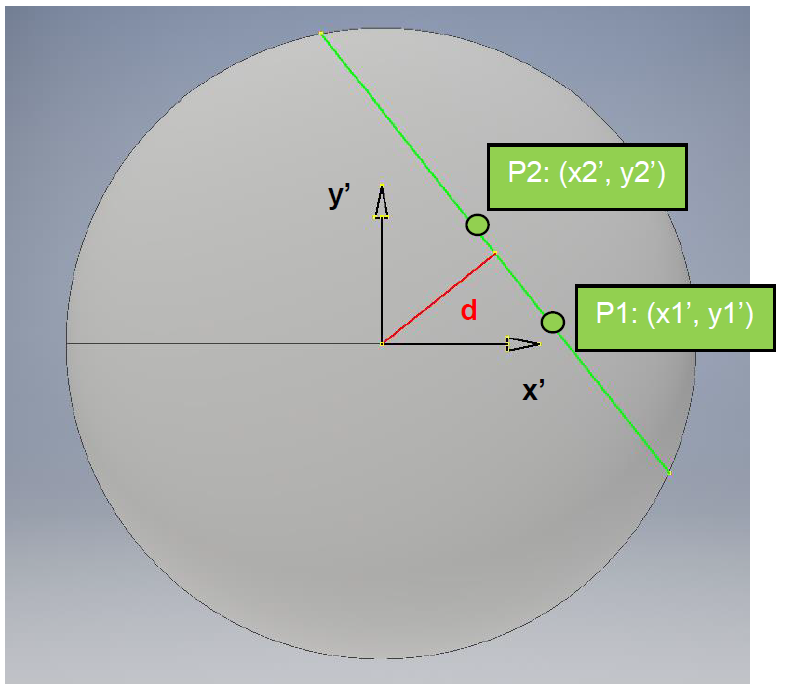 P2: (x2’, y2’)
y’
P1: (x1’, y1’)
d
x’